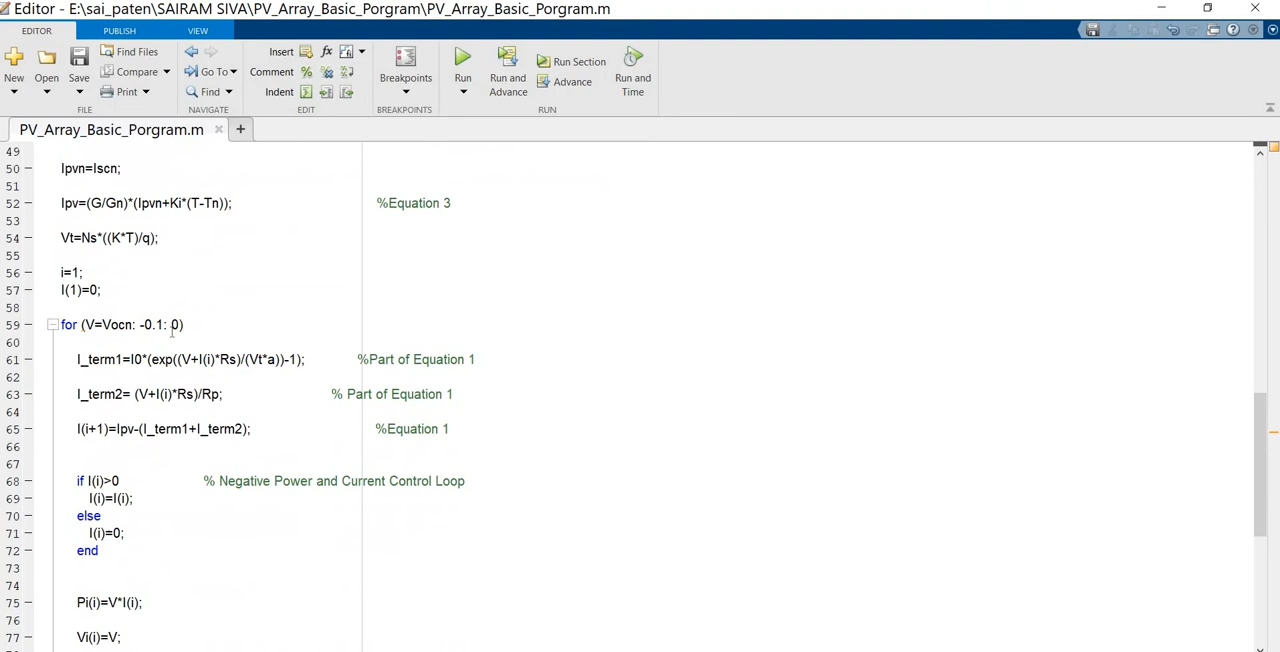 Editor - E:\sai_paten\SAIRAM SIVA\PV_Array_Basic_Porgram\PV_Array_Basic_Porgram.m
EDITOR PUBLISH VIEW
New Open Save Find Files Compare Print Go To Find Insert fx Comment Indent Breakpoints Run Run and Advance Run Section Advance Run and Time
FILE NAVIGATE EDIT BREAKPOINTS RUN
PV_Array_Basic_Porgram.m
49
50 Ipvn=Iscn;
51
52 Ipv=(G/Gn)*(Ipvn+Ki*(T-Tn)); %Equation 3
53
54 Vt=Ns*((K*T)/q);
55
56 i=1;
57 I(1)=0;
58
59 for (V=Vocn: -0.1: 0)
60
61 I_term1=I0*(exp((V+I(i)*Rs)/(Vt*a))-1); %Part of Equation 1
62
63 I_term2= (V+I(i)*Rs)/Rp; % Part of Equation 1
64
65 I(i+1)=Ipv-(I_term1+I_term2); %Equation 1
66
67
68 if I(i)>0 % Negative Power and Current Control Loop
69 I(i)=I(i);
70 else
71 I(i)=0;
72 end
73
74
75 Pi(i)=V*I(i);
76
77 Vi(i)=V;